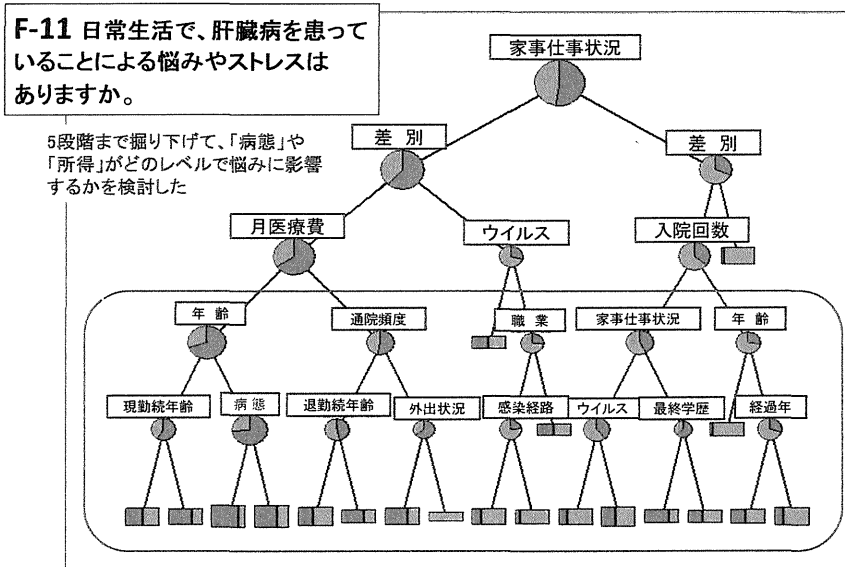 F-11 日常生活で、肝臓病を患って
いることによる悩みやストレスは
ありますか。
5段階まで掘り下げて、「病態」や
「所得」がどのレベルで悩みに影響
するかを検討した
家事仕事状況
差 別
差 別
月医療費
ウイルス
入院回数
年 齢
通院頻度
職 業
家事仕事状況
年 齢
現勤続年齢
病 態
退勤続年齢
外出状況
感染経路
ウイルス
最終学歴
経過年